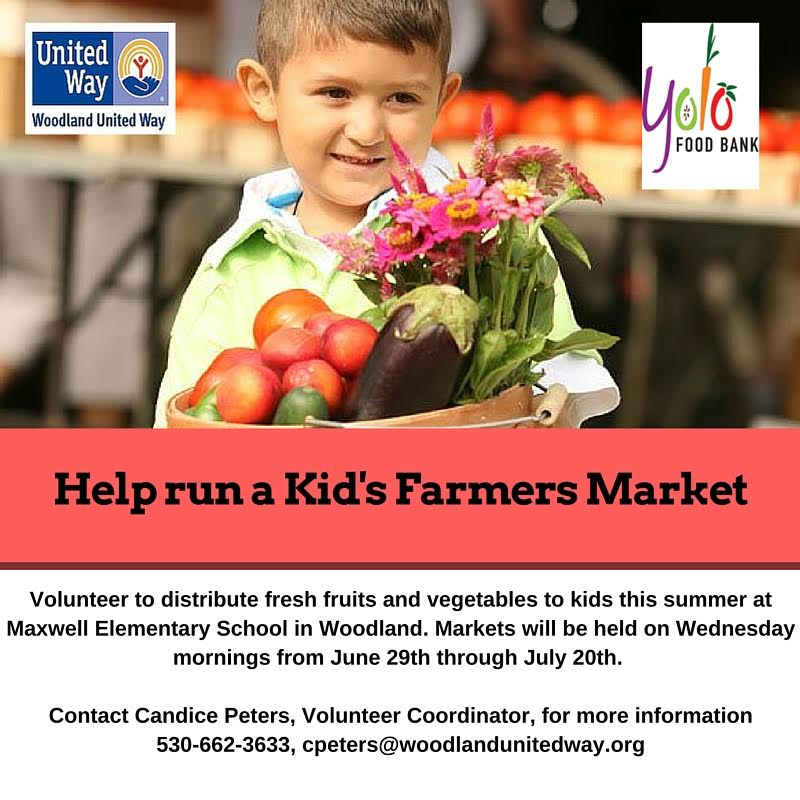 United
Way
Woodland United Way
yolo
FOOD BANK
Help run a Kid's Farmers Market
Volunteer to distribute fresh fruits and vegetables to kids this summer at
Maxwell Elementary School in Woodland. Markets will be held on Wednesday
mornings from June 29th through July 20th.
Contact Candice Peters, Volunteer Coordinator, for more information
530-662-3633, cpeters@woodlandunitedway.org